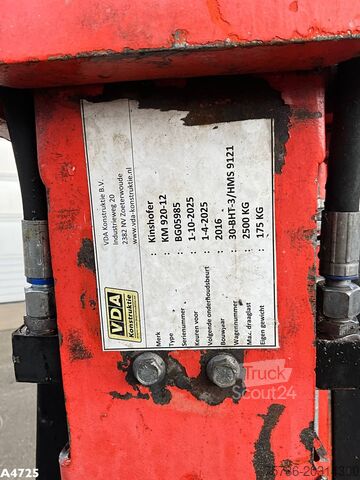 VDA Konstruktie B.V.
Industrieweg 20
2382 NV Zoeterwoude
www.vda-konstruktie.nl
VDA
Konstruktie
Merk : Kinshofer
Type : KM 920-12
Serienummer : BG05985
Keuren voor : 1-10-2025
Volgende onderhoudsbeurt : 1-4-2025
Bouwjaar : 2016
Wagennummer : 30-BHT-3/HMS 9121
Max. draaglast : 2500 KG
Eigen gewicht : 175 KG
Truck
Scout24
A4725